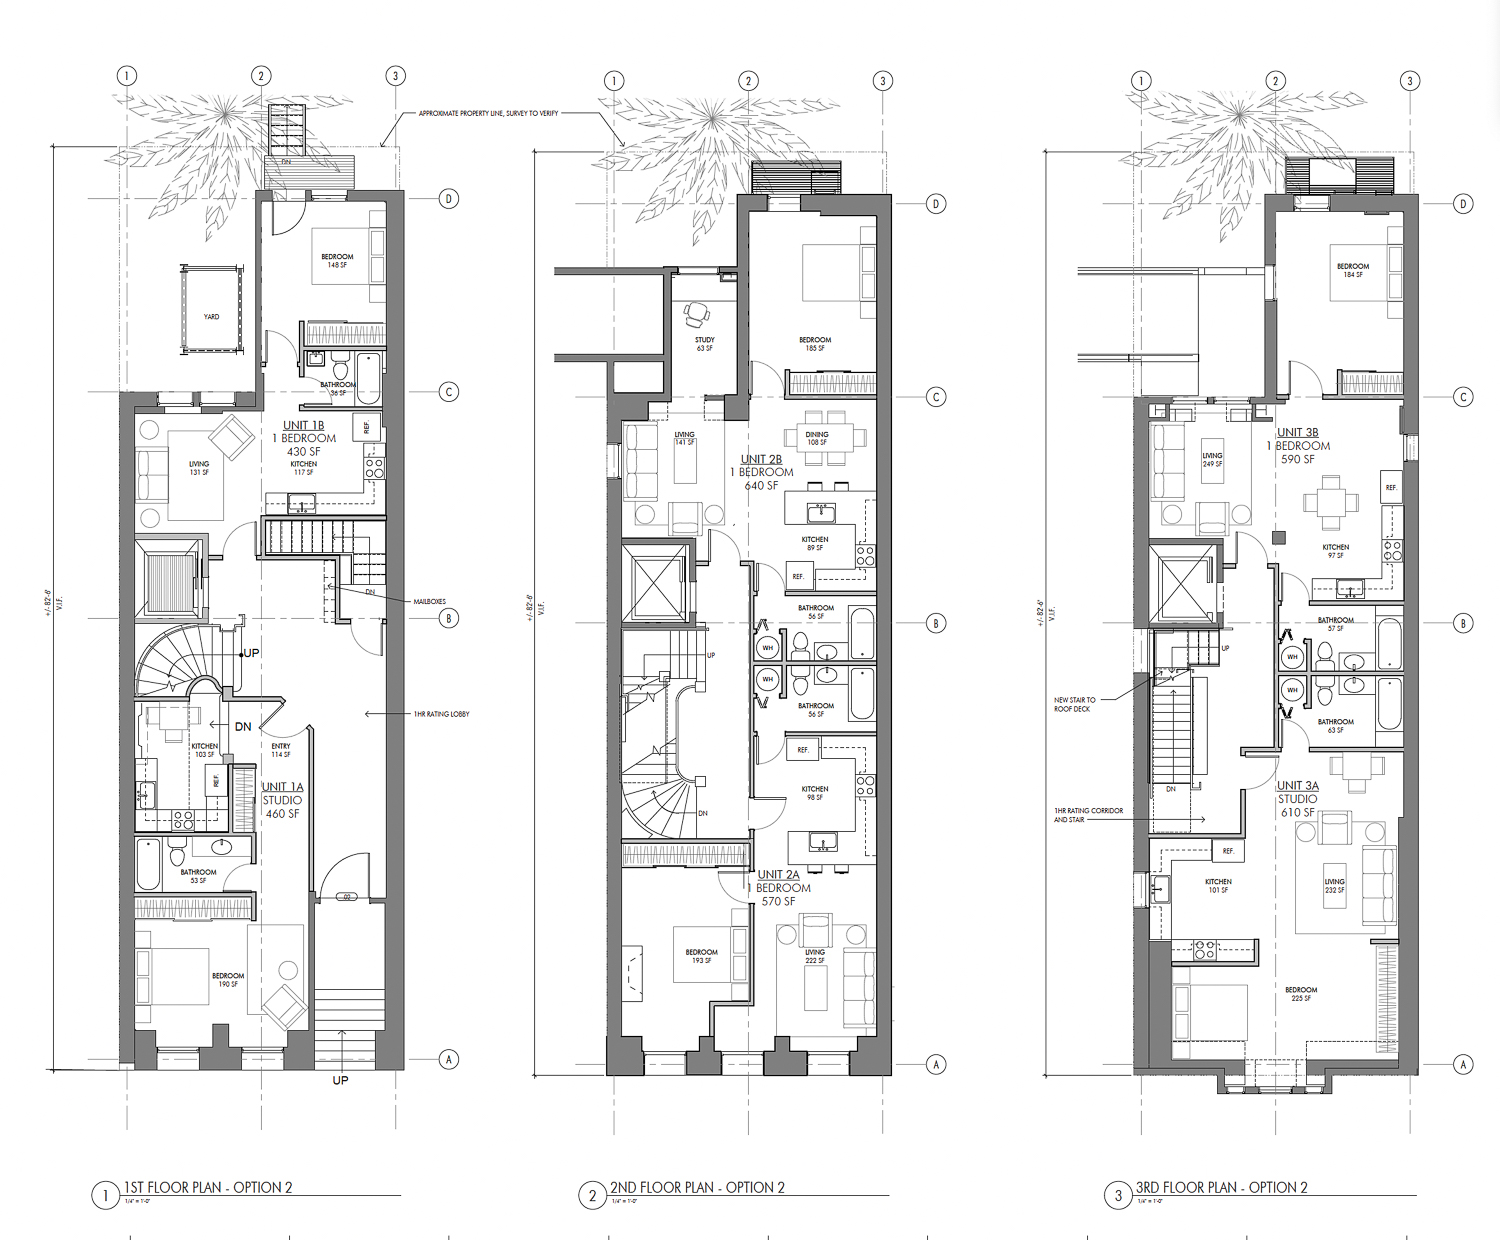 1
2
3
1
2
3
1
2
3
APPROXIMATE PROPERTY LINE, SURVEY TO VERIFY
DN
D
BEDROOM
148 SF
YARD
BATHROOM
36 SF
C
UNIT 1B
1 BEDROOM
430 SF
REF.
LIVING
131 SF
KITCHEN
117 SF
+/- 82'-8"
V.I.F.
DN
MAILBOXES
B
UP
1HR RATING LOBBY
DN
KITCHEN
103 SF
ENTRY
114 SF
REF.
UNIT 1A
STUDIO
460 SF
BATHROOM
53 SF
02
BEDROOM
190 SF
A
UP
1
1ST FLOOR PLAN - OPTION 2
1/4" = 1'-0"
D
STUDY
63 SF
BEDROOM
185 SF
C
LIVING
141 SF
DINING
108 SF
UNIT 2B
1 BEDROOM
640 SF
KITCHEN
89 SF
REF.
+/- 82'-6"
V.I.F.
BATHROOM
56 SF
B
WH
UP
WH
BATHROOM
56 SF
REF.
KITCHEN
98 SF
DN
UNIT 2A
1 BEDROOM
570 SF
BEDROOM
193 SF
LIVING
222 SF
A
2
2ND FLOOR PLAN - OPTION 2
1/4" = 1'-0"
D
BEDROOM
184 SF
C
UNIT 3B
1 BEDROOM
590 SF
LIVING
249 SF
REF.
KITCHEN
97 SF
+/- 82'-6"
V.I.F.
BATHROOM
57 SF
B
UP
WH
NEW STAIR TO
ROOF DECK
WH
BATHROOM
63 SF
DN
UNIT 3A
STUDIO
610 SF
1HR RATING CORRIDOR
AND STAIR
REF.
KITCHEN
101 SF
LIVING
232 SF
BEDROOM
225 SF
A
3
3RD FLOOR PLAN - OPTION 2
1/4" = 1'-0"